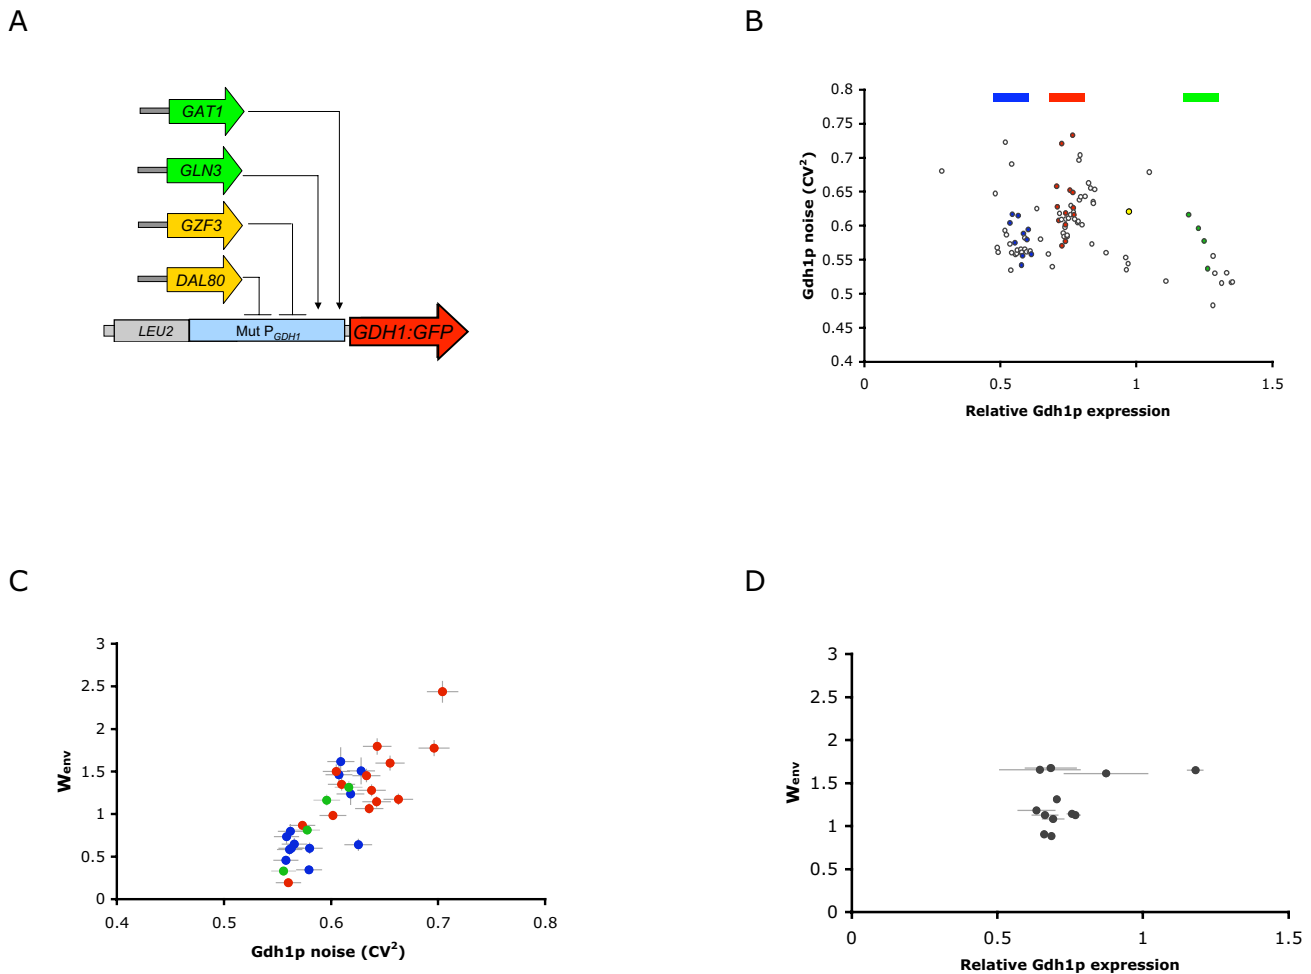 A
GAT1
GLN3
GZF3
DAL80
LEU2
Mut P_GDH1
GDH1:GFP
B
Gdh1p noise (CV²)
0.8
0.75
0.7
0.65
0.6
0.55
0.5
0.45
0.4
0
0.5
1
1.5
Relative Gdh1p expression
C
Wenv
3
2.5
2
1.5
1
0.5
0
0.4
0.5
0.6
0.7
0.8
Gdh1p noise (CV²)
D
Wenv
3
2.5
2
1.5
1
0.5
0
0
0.5
1
1.5
Relative Gdh1p expression